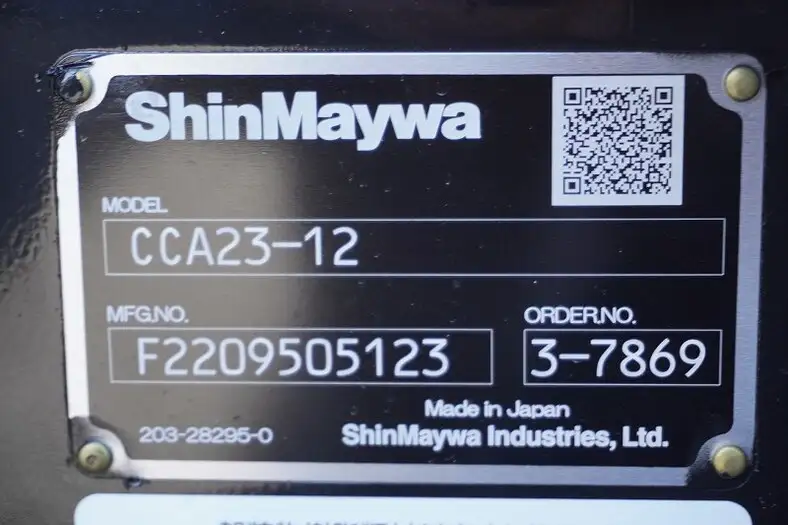 ShinMaywa
MODEL
CCA23-12
MFG.NO.
F2209505123
ORDER.NO.
3-7869
Made in Japan
203-28295-0
ShinMaywa Industries, Ltd.